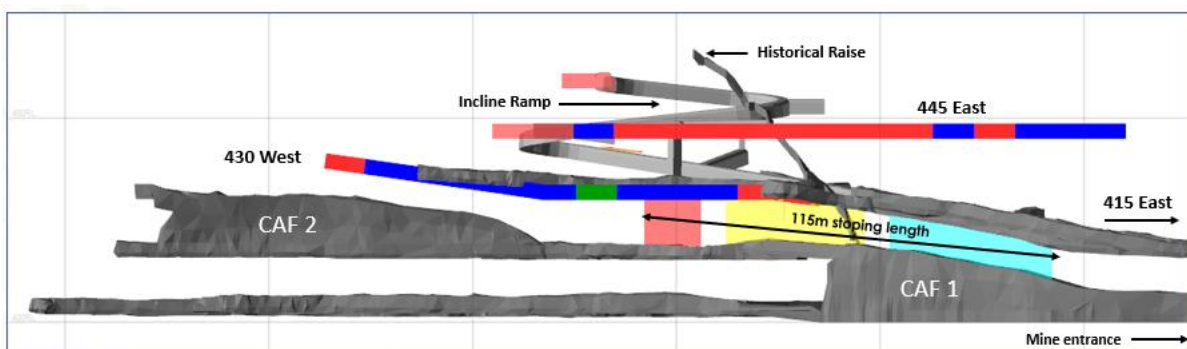 Historical Raise
Incline Ramp
445 East
430 West
415 East
CAF 2
115m stoping length
CAF 1
Mine entrance